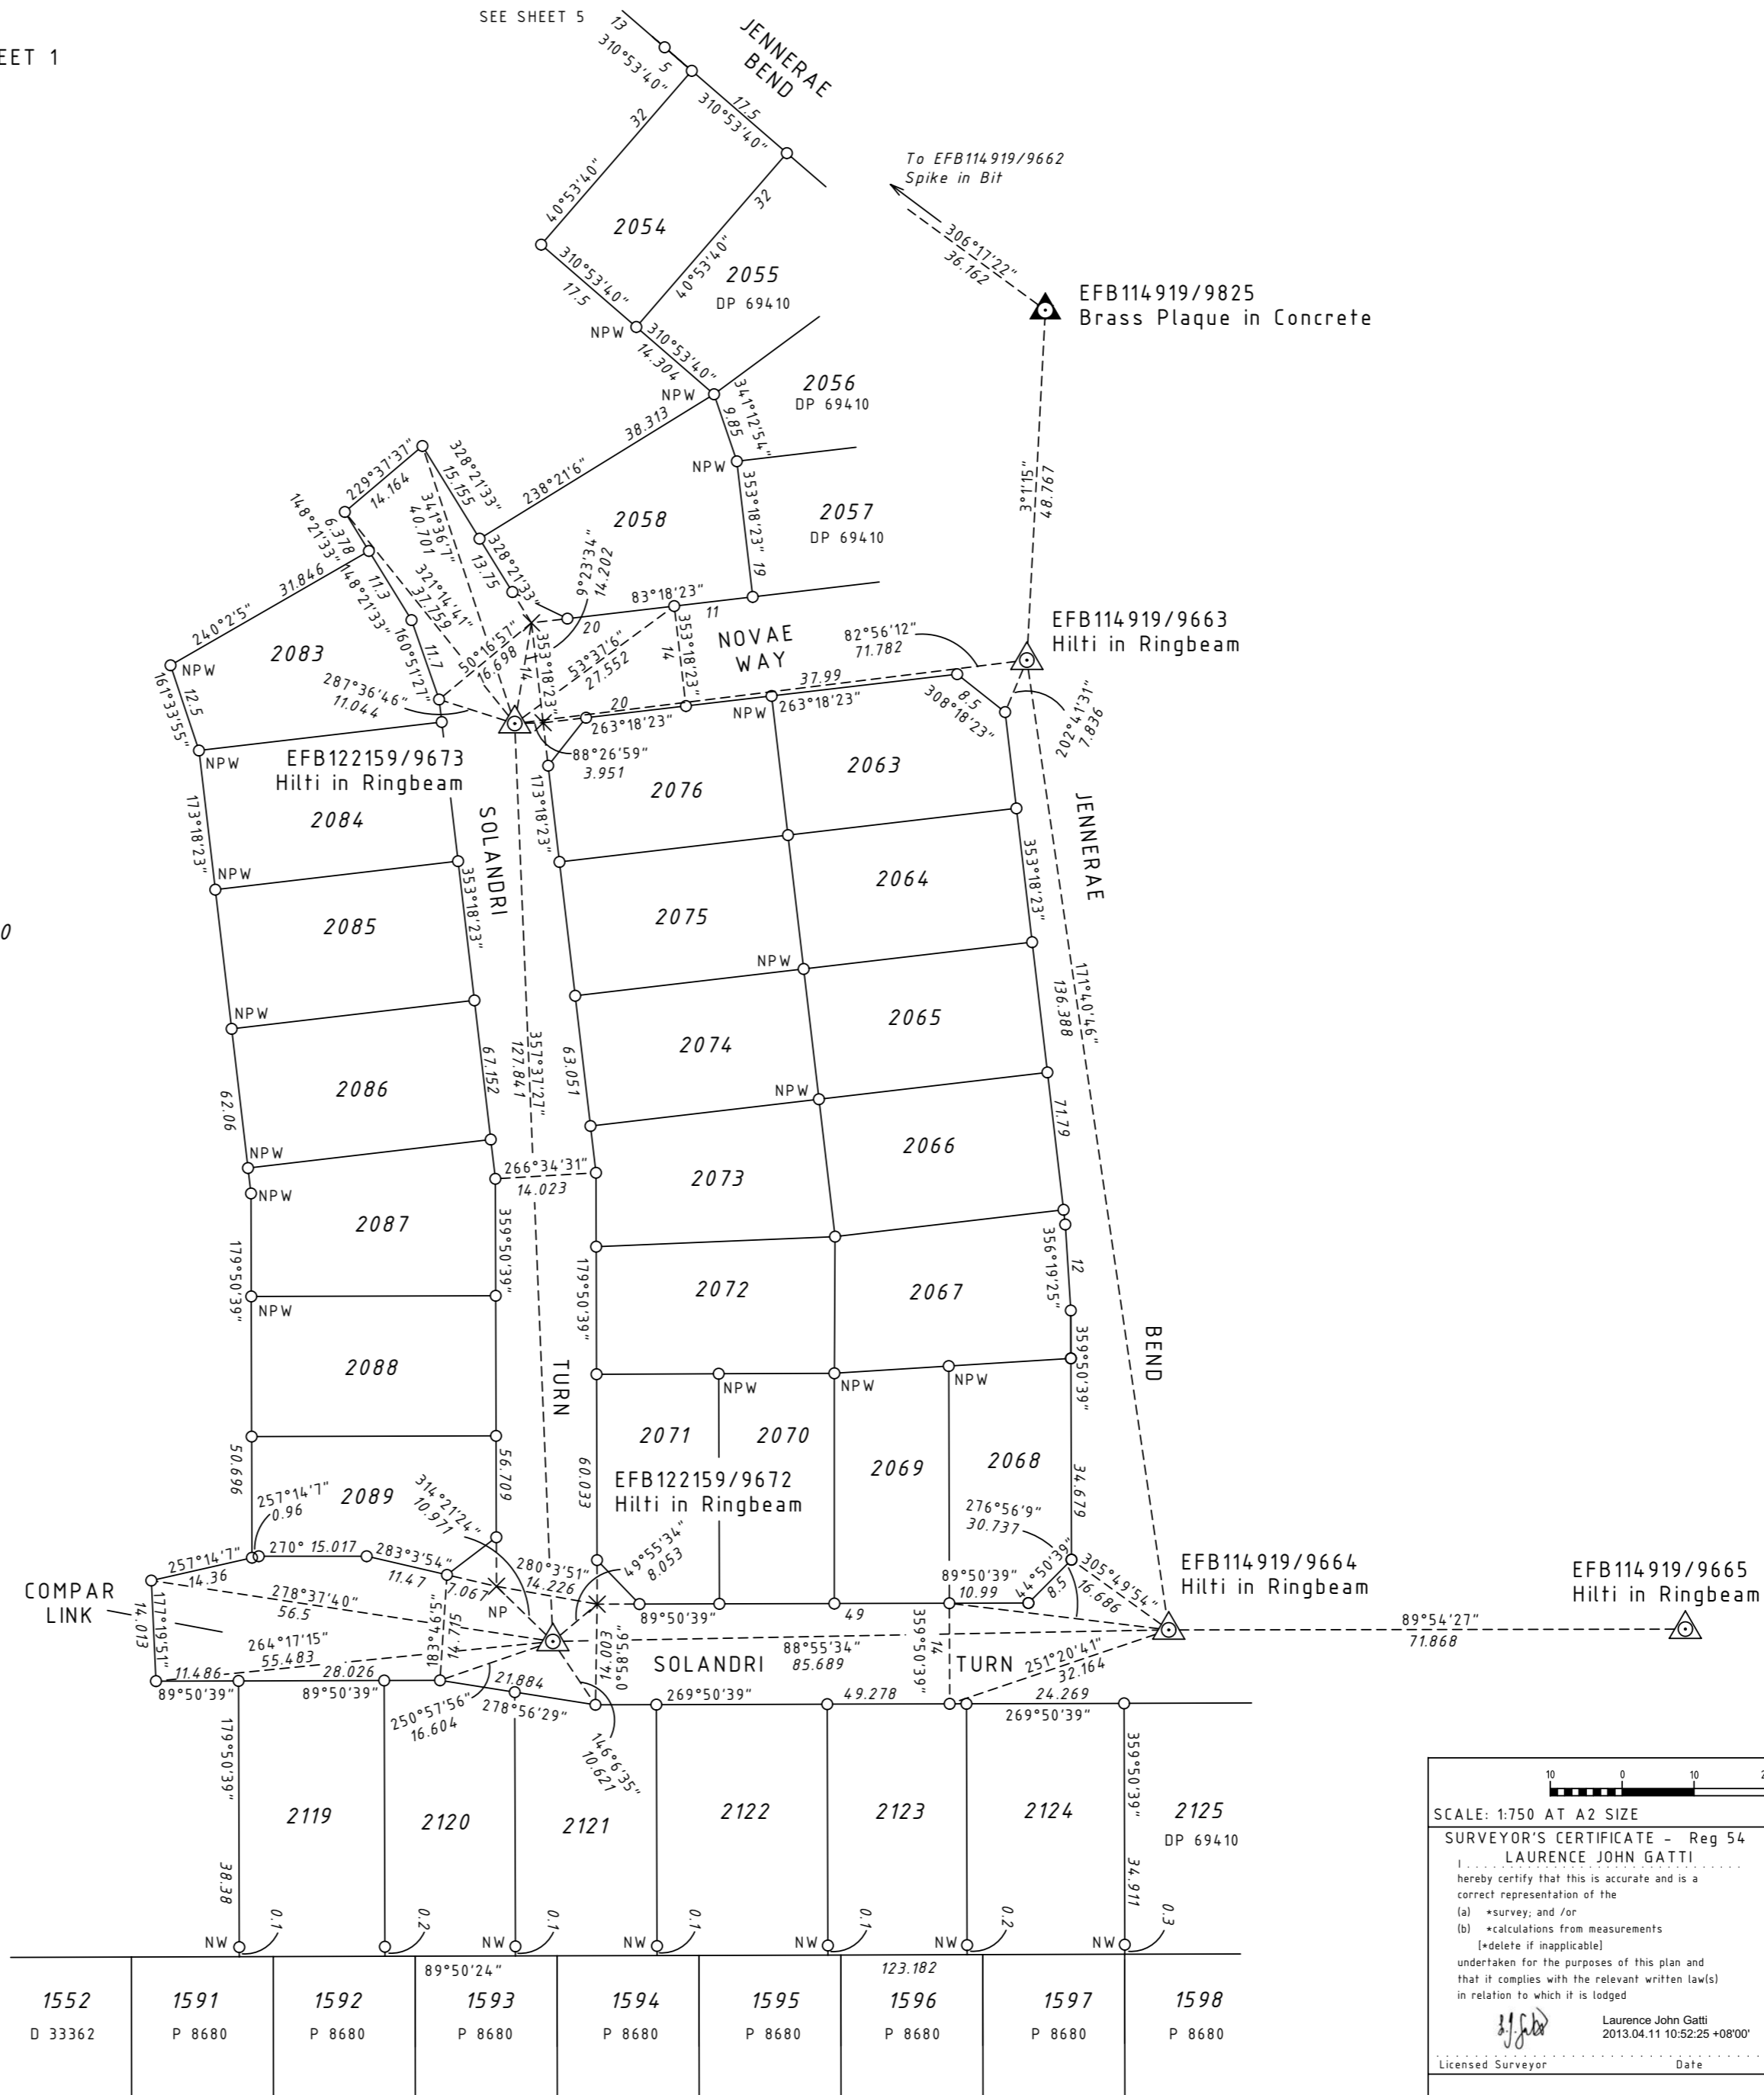 SEE SHEET 5
EET 1
13
310°53'40"
5
JENNERAE
BEND
17.5
310°53'40"
32
40°53'40"
2054
32
40°53'40"
310°53'40"
17.5
2055
DP 69410
NPW
310°53'40"
14.304
NPW
To EFB114919/9662
Spike in Bit
306°17'22"
36.162
EFB114919/9825
Brass Plaque in Concrete
3°1'15"
48.767
2056
DP 69410
341°12'54"
9.85
NPW
38.313
238°21'6"
353°18'23"
19
2057
DP 69410
2058
229°37'37"
14.164
328°21'33"
15.155
341°36'7"
40.701
148°21'33"
6.378
321°14'41"
37.759
328°21'33"
13.75
9°23'34"
14.202
31.846
240°2'5"
11.3
148°21'33"
83°18'23"
11
20
2083
NPW
160°51'27"
11.7
50°16'57"
16.698
353°18'23"
14
53°37'6"
27.552
353°18'23"
14
NOVAE
WAY
82°56'12"
71.782
EFB114919/9663
Hilti in Ringbeam
161°33'55"
12.5
287°36'46"
11.044
37.99
20
263°18'23"
NPW
263°18'23"
8.5
308°18'23"
202°41'31"
7.836
NPW
EFB122159/9673
Hilti in Ringbeam
88°26'59"
3.951
173°18'23"
2084
SOLANDRI
173°18'23"
2076
2063
JENNERAE
NPW
353°18'23"
2085
2075
2064
353°18'23"
0
NPW
NPW
171°40'46"
136.388
2086
67.152
357°37'27"
127.841
63.051
2074
2065
NPW
62.06
NPW
71.79
2066
266°34'31"
14.023
2073
NPW
2087
179°50'39"
359°50'39"
179°50'39"
356°19'25"
12
2072
2067
NPW
359°50'39"
BEND
2088
TURN
NPW
NPW
NPW
2071
2070
2069
2068
34.679
50.696
56.709
60.033
EFB122159/9672
Hilti in Ringbeam
2089
257°14'7"
0.96
314°21'24"
10.971
276°56'9"
30.737
257°14'7"
14.36
270° 15.017
283°3'54"
11.47
7.067
280°3'51"
14.226
49°55'34"
8.053
89°50'39"
10.99
44°50'39"
8.5
305°49'54"
16.686
EFB114919/9664
Hilti in Ringbeam
EFB114919/9665
Hilti in Ringbeam
COMPAR
LINK
278°37'40"
56.5
NP
89°50'39"
49
177°19'51"
14.013
264°17'15"
55.483
183°49'5"
14.715
0°58'56"
14.003
88°55'34"
85.689
359°50'39"
14
89°54'27"
71.868
SOLANDRI
TURN
251°20'41"
32.164
11.486
89°50'39"
28.026
89°50'39"
21.884
278°56'29"
250°57'56"
16.604
269°50'39"
49.278
24.269
269°50'39"
146°6'35"
10.621
179°50'39"
38.38
359°50'39"
34.911
2119
2120
2121
2122
2123
2124
2125
DP 69410
0.1
0.2
0.1
0.1
0.1
0.2
0.3
NW
NW
NW
NW
NW
NW
89°50'24"
123.182
1552
D 33362
1591
P 8680
1592
P 8680
1593
P 8680
1594
P 8680
1595
P 8680
1596
P 8680
1597
P 8680
1598
P 8680
10 0 10 2
SCALE: 1:750 AT A2 SIZE
SURVEYOR'S CERTIFICATE - Reg 54
LAURENCE JOHN GATTI
I
hereby certify that this is accurate and is a
correct representation of the
(a) *survey; and /or
(b) *calculations from measurements
[*delete if inapplicable]
undertaken for the purposes of this plan and
that it complies with the relevant written law(s)
in relation to which it is lodged
Laurence John Gatti
2013.04.11 10:52:25 +08'00'
Licensed Surveyor Date